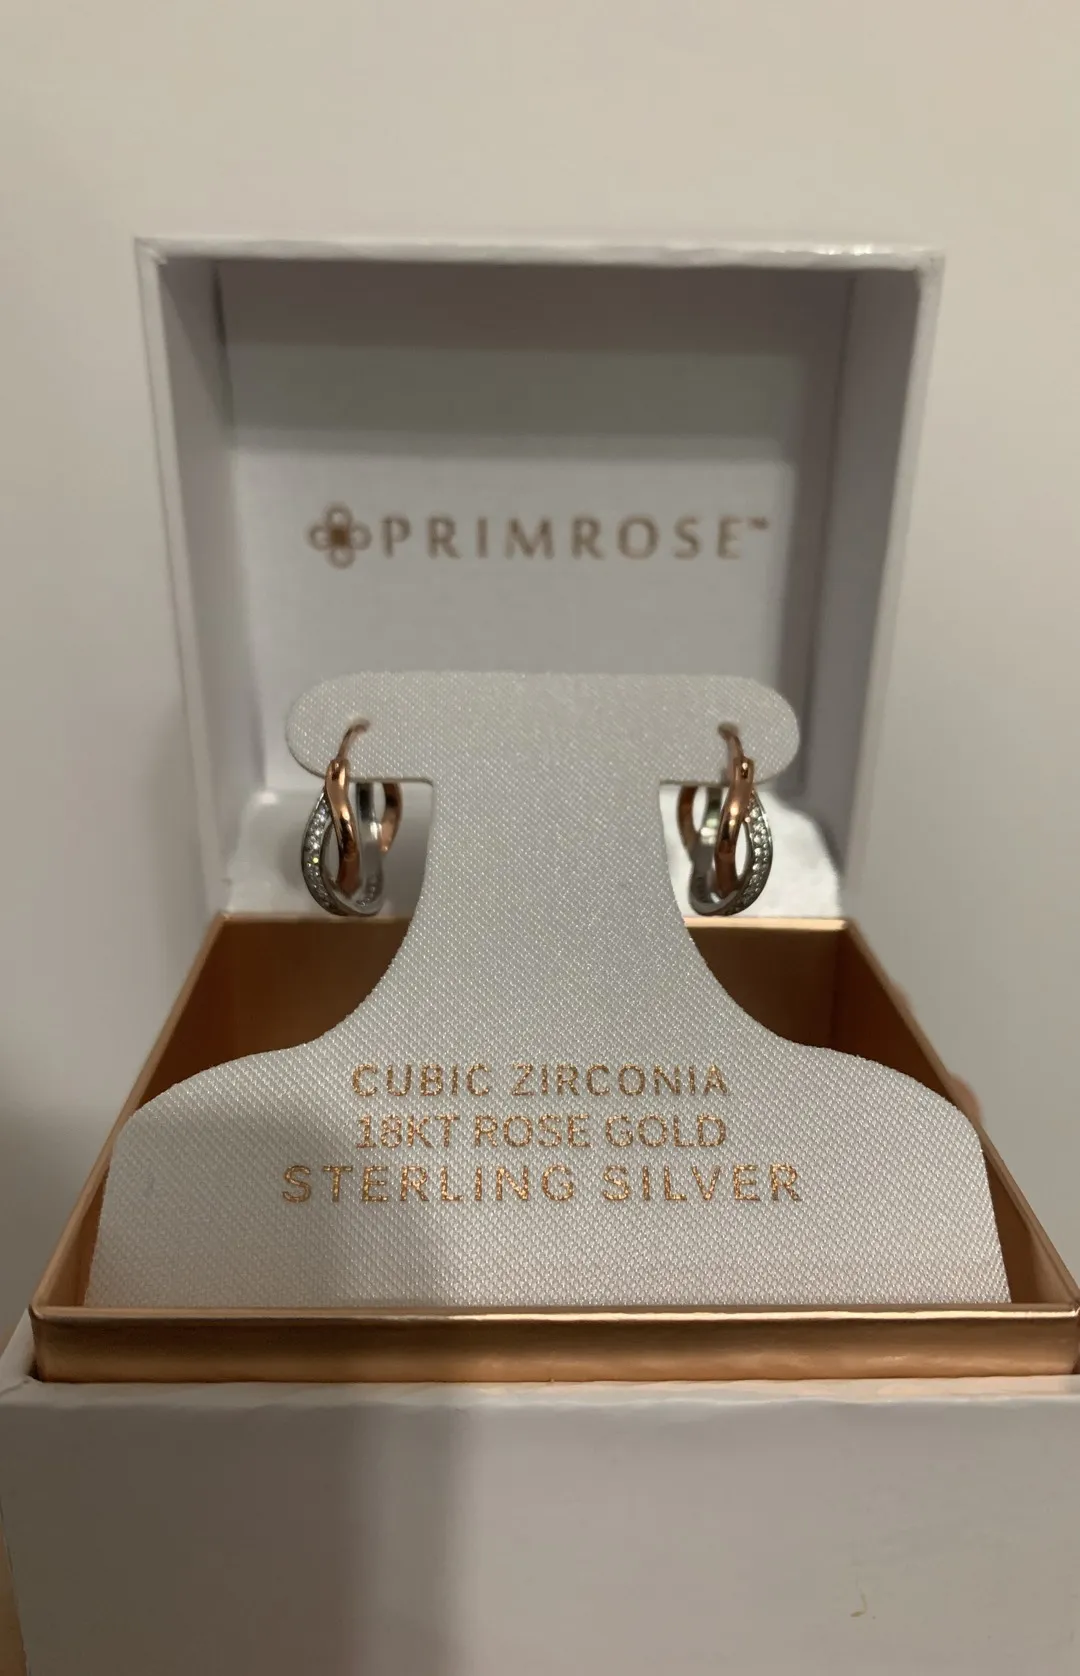 PRIMROSE™
CUBIC ZIRCONIA
18KT ROSE GOLD
STERLING SILVER